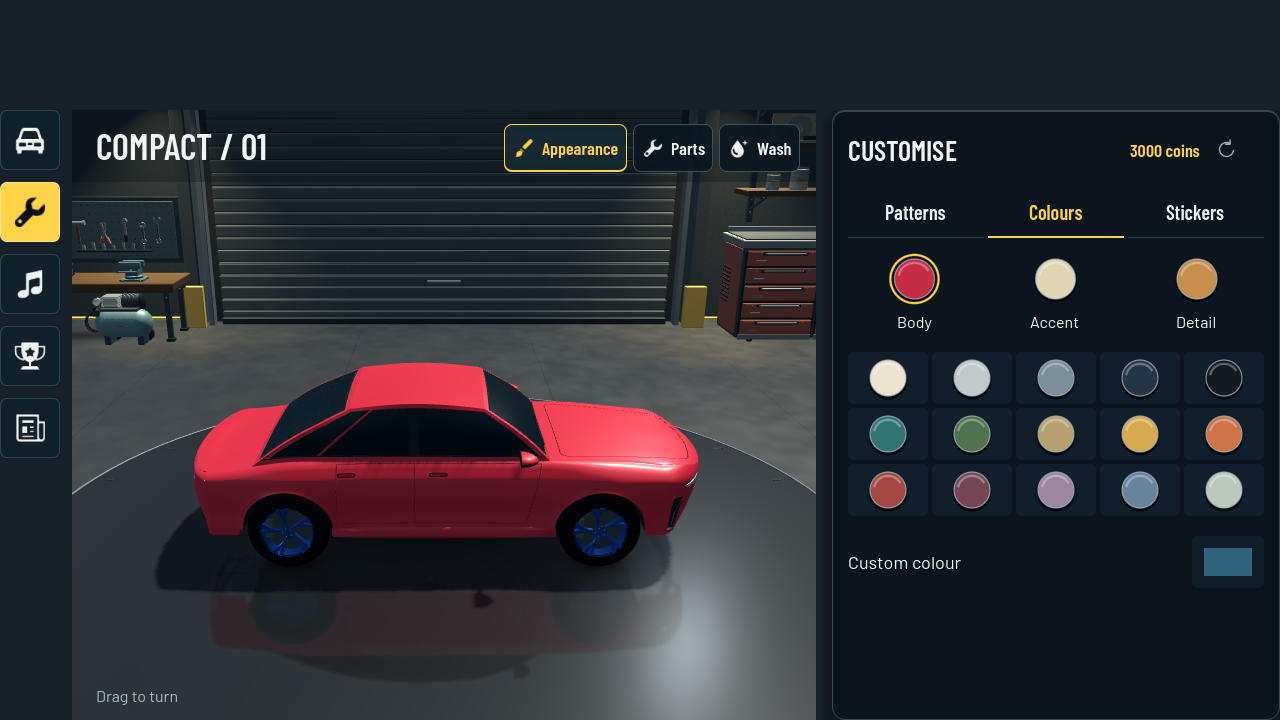 COMPACT / 01
Appearance
Parts
Wash
CUSTOMISE
3000 coins
Patterns
Colours
Stickers
Body
Accent
Detail
Custom colour
Drag to turn